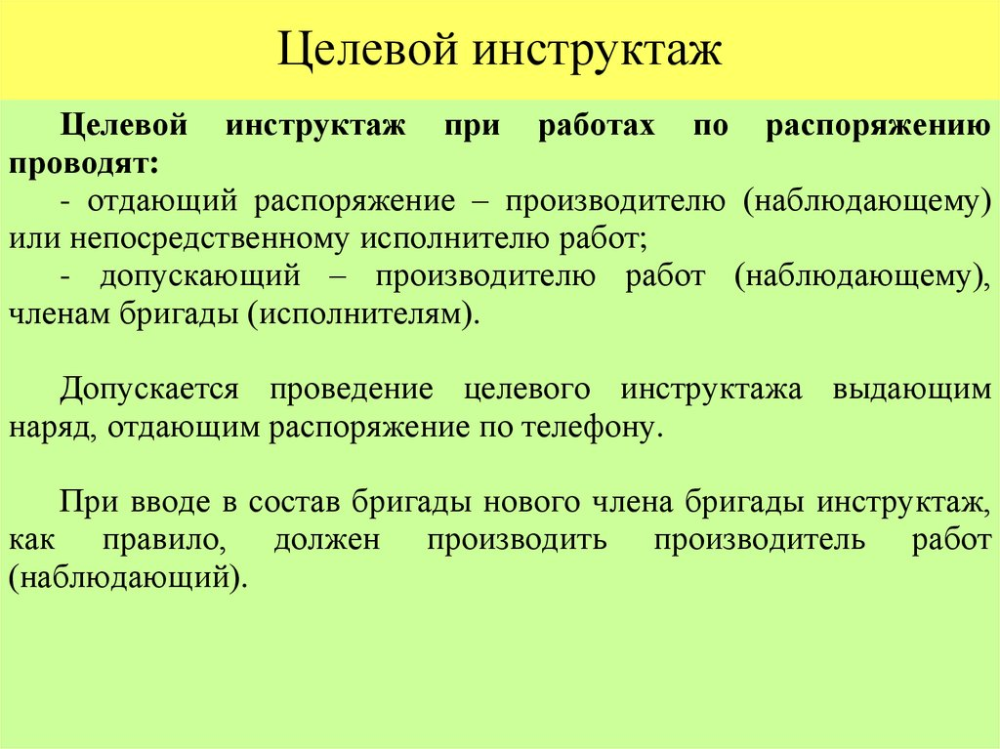 Целевой инструктаж
Целевой инструктаж при работах по распоряжению
проводят:
- отдающий распоряжение – производителю (наблюдающему)
или непосредственному исполнителю работ;
- допускающий – производителю работ (наблюдающему),
членам бригады (исполнителям).
Допускается проведение целевого инструктажа выдающим
наряд, отдающим распоряжение по телефону.
При вводе в состав бригады нового члена бригады инструктаж,
как правило, должен производить производитель работ
(наблюдающий).